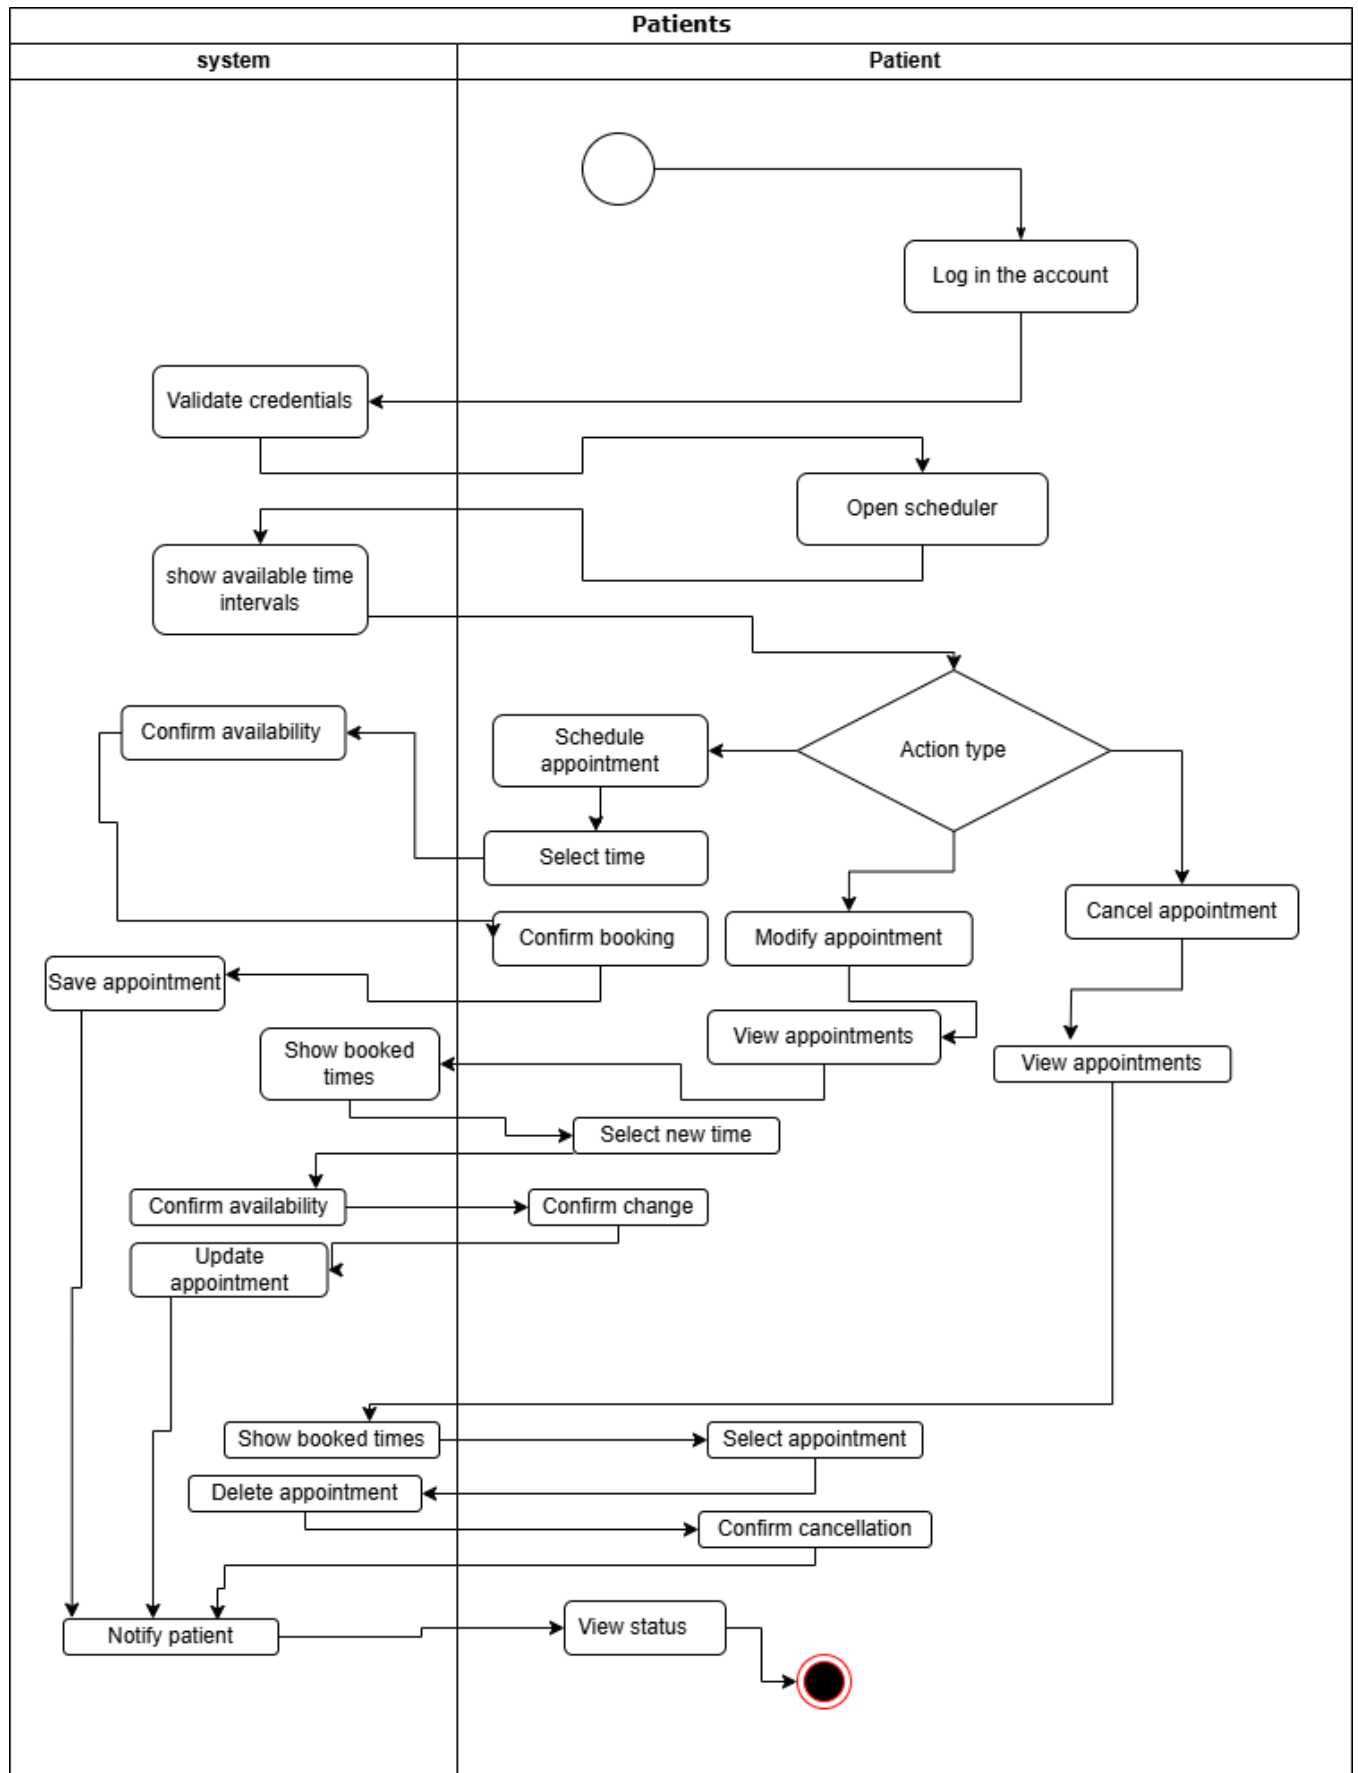 Patients
system
Patient
Log in the account
Validate credentials
Open scheduler
show available time
intervals
Confirm availability
Schedule
appointment
Action type
Select time
Cancel appointment
Confirm booking
Modify appointment
Save appointment
View appointments
Show booked
times
View appointments
Select new time
Confirm availability
Confirm change
Update
appointment
Show booked times
Select appointment
Delete appointment
Confirm cancellation
Notify patient
View status